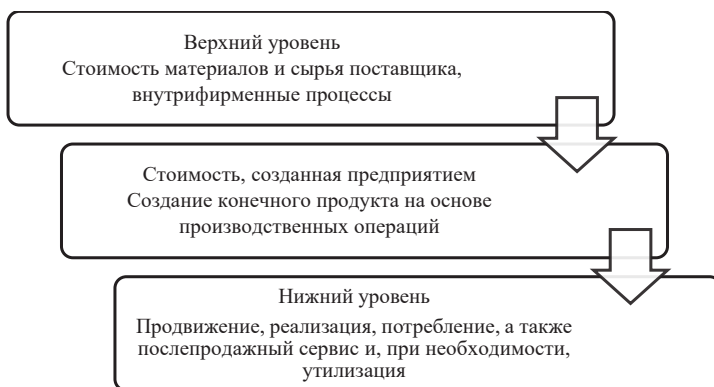 Верхний уровень
Стоимость материалов и сырья поставщика,
внутрифирменные процессы
Стоимость, созданная предприятием
Создание конечного продукта на основе
производственных операций
Нижний уровень
Продвижение, реализация, потребление, а также
послепродажный сервис и, при необходимости,
утилизация